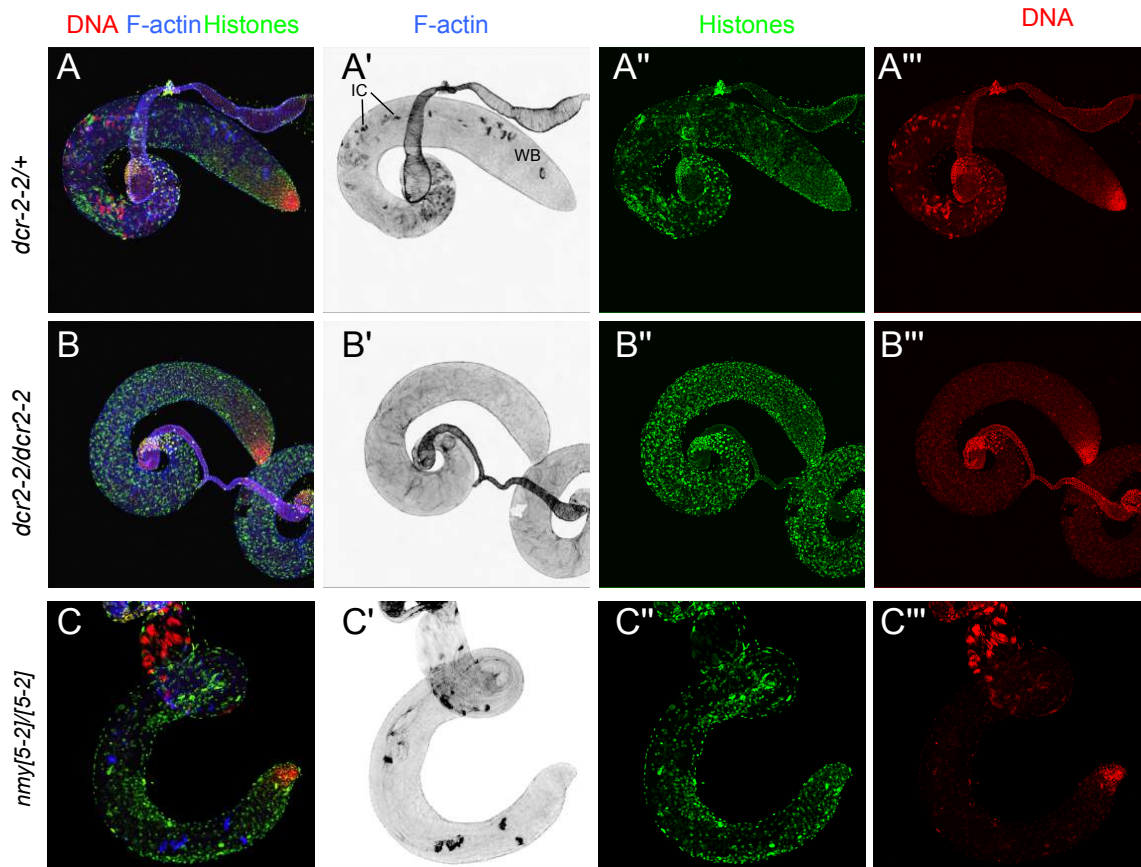 DNA F-actin Histones F-actin Histones DNA
A A' A'' A'''
IC
WB
dcr-2-2/+
B B' B'' B'''
dcr2-2/dcr2-2
C C' C'' C'''
nmy[5-2]/[5-2]